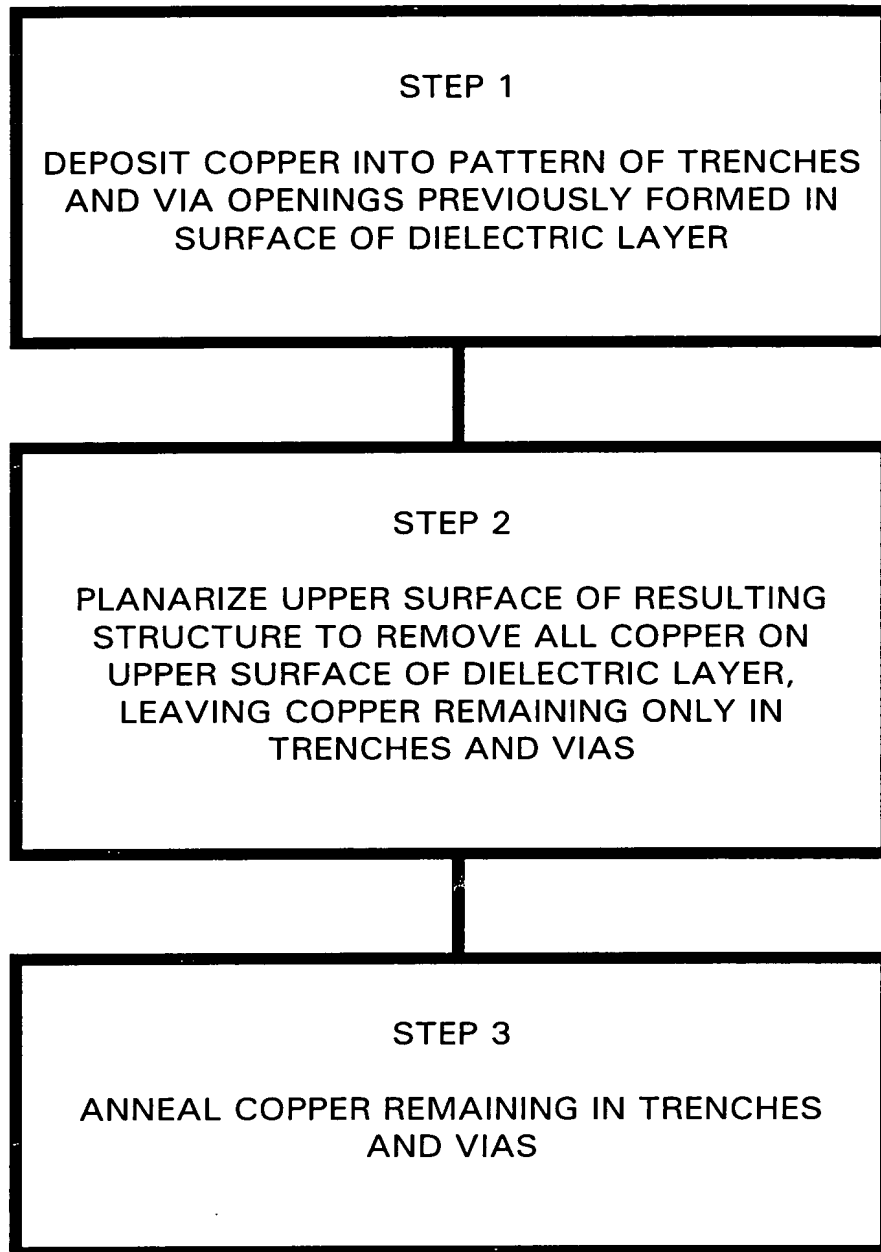 STEP 1
DEPOSIT COPPER INTO PATTERN OF TRENCHES
AND VIA OPENINGS PREVIOUSLY FORMED IN
SURFACE OF DIELECTRIC LAYER
STEP 2
PLANARIZE UPPER SURFACE OF RESULTING
STRUCTURE TO REMOVE ALL COPPER ON
UPPER SURFACE OF DIELECTRIC LAYER,
LEAVING COPPER REMAINING ONLY IN
TRENCHES AND VIAS
STEP 3
ANNEAL COPPER REMAINING IN TRENCHES
AND VIAS